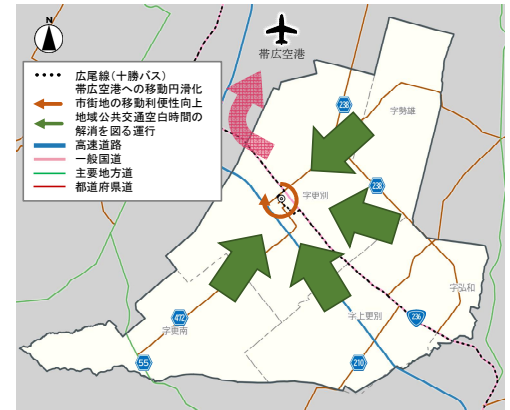 N
帯広空港
広尾線（十勝バス）
帯広空港への移動円滑化
市街地の移動利便性向上
地域公共交通空白時間の
解消を図る運行
高速道路
一般国道
主要地方道
都道府県道
238
字勢雄
238
字更別
字弘和
236
字上更別
472
字更南
55
210